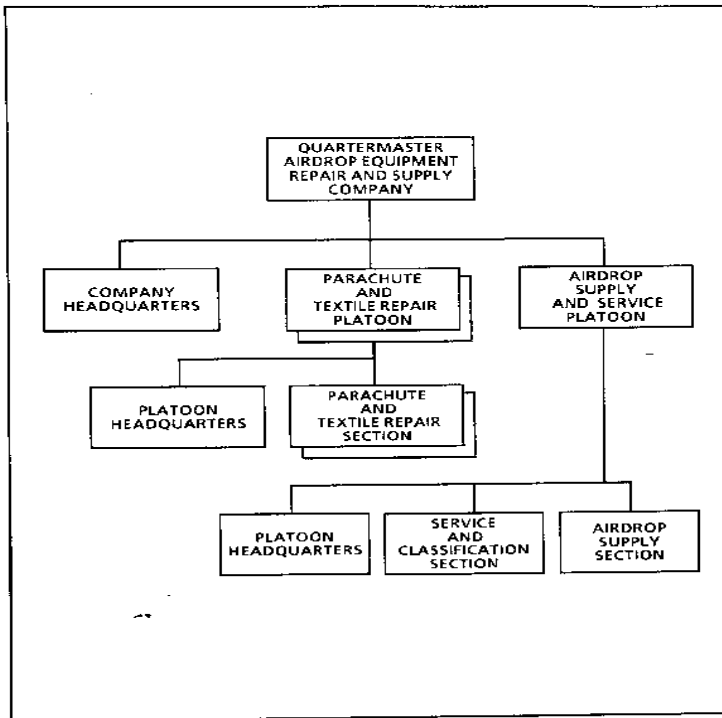 QUARTERMASTER
AIRDROP EQUIPMENT
REPAIR AND SUPPLY
COMPANY
COMPANY
HEADQUARTERS
PARACHUTE
AND
TEXTILE REPAIR
PLATOON
AIRDROP
SUPPLY
AND SERVICE
PLATOON
PLATOON
HEADQUARTERS
PARACHUTE
AND
TEXTILE REPAIR
SECTION
PLATOON
HEADQUARTERS
SERVICE
AND
CLASSIFICATION
SECTION
AIRDROP
SUPPLY
SECTION